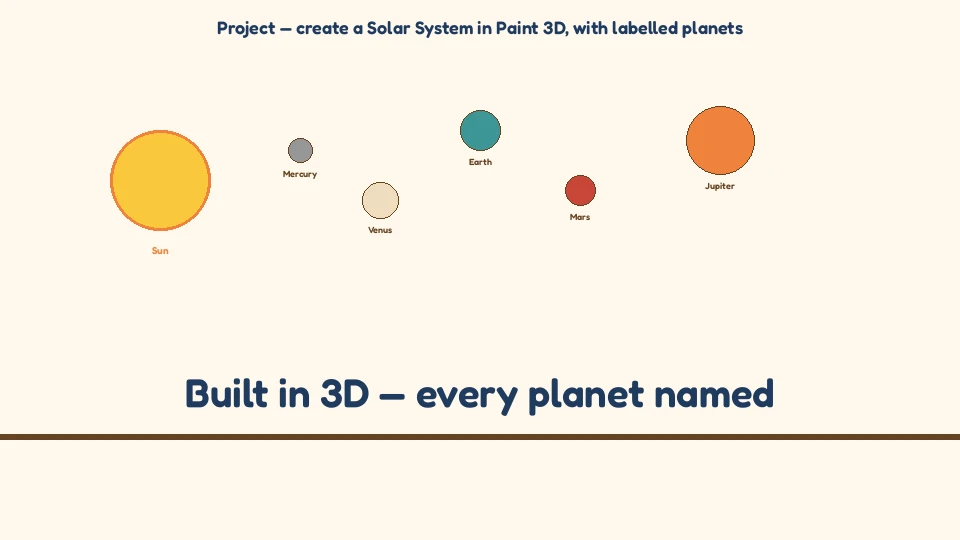 Project — create a Solar System in Paint 3D, with labelled planets
Sun
Mercury
Venus
Earth
Mars
Jupiter
Built in 3D — every planet named